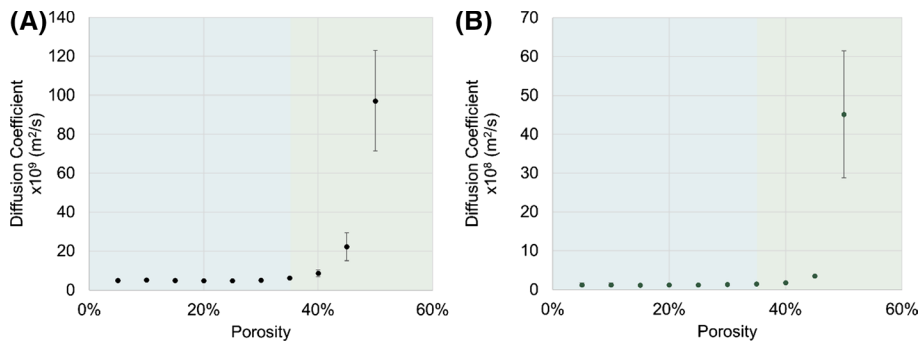 (A)
140
120
100
80
60
40
20
0
Diffusion Coefficient
x10⁹ (m²/s)
0% 20% 40% 60%
Porosity
(B)
70
60
50
40
30
20
10
0
Diffusion Coefficient
x10⁸ (m²/s)
0% 20% 40% 60%
Porosity